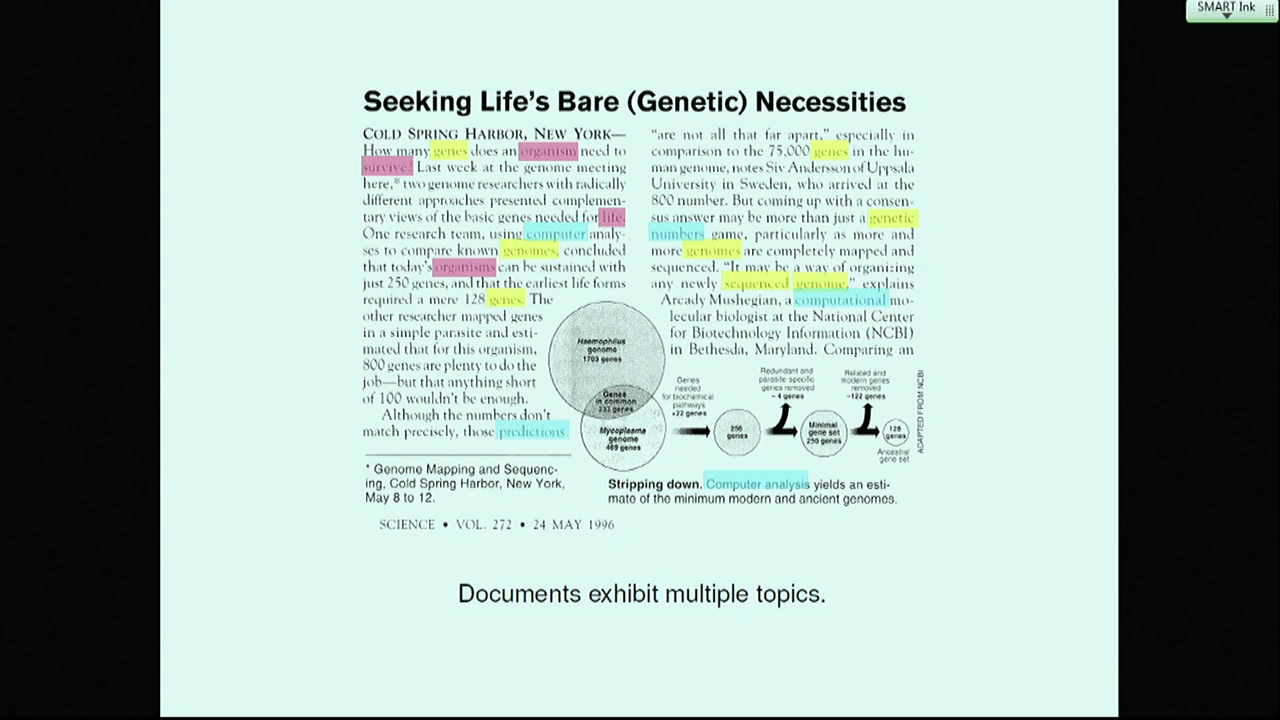 SMART Ink
Seeking Life's Bare (Genetic) Necessities
COLD SPRING HARBOR, NEW YORK—
How many genes does an organism need to
survive? Last week at the genome meeting
here,* two genome researchers with radically
different approaches presented complemen-
tary views of the basic genes needed for life.
One research team, using computer analy-
ses to compare known genomes, concluded
that today's organisms can be sustained with
just 250 genes, and that the earliest life forms
required a mere 128 genes. The
other researcher mapped genes
in a simple parasite and esti-
mated that for this organism,
800 genes are plenty to do the
job—but that anything short
of 100 wouldn't be enough.
Although the numbers don't
match precisely, those predictions
* Genome Mapping and Sequenc-
ing, Cold Spring Harbor, New York,
May 8 to 12.
"are not all that far apart," especially in
comparison to the 75,000 genes in the hu-
man genome, notes Siv Andersson of Uppsala
University in Sweden, who arrived at the
800 number. But coming up with a consen-
sus answer may be more than just a genetic
numbers game, particularly as more and
more genomes are completely mapped and
sequenced. "It may be a way of organizing
any newly sequenced genome," explains
Arcady Mushegian, a computational mo-
lecular biologist at the National Center
for Biotechnology Information (NCBI)
in Bethesda, Maryland. Comparing an
Haemophilus
genome
1703 genes
Genes
in common
233 genes
Mycoplasma
genome
469 genes
Genes
needed
for biochemical
pathways
+22 genes
256
genes
Redundant and
parasite-specific
genes removed
– 4 genes
Minimal
gene set
250 genes
Related and
modern genes
removed
–122 genes
128
genes
Ancestral
gene set
ADAPTED FROM NCBI
Stripping down. Computer analysis yields an esti-
mate of the minimum modern and ancient genomes.
SCIENCE • VOL. 272 • 24 MAY 1996
Documents exhibit multiple topics.